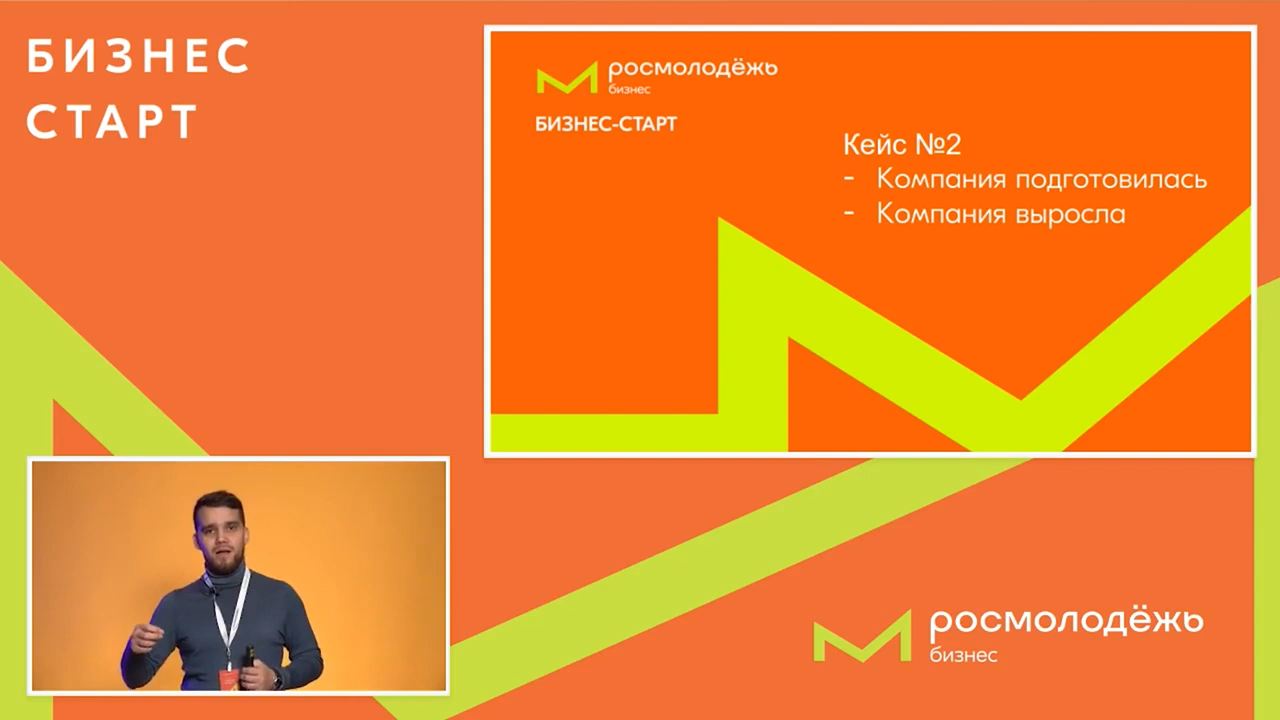 БИЗНЕС
СТАРТ
росмолодёжь
бизнес
БИЗНЕС-СТАРТ
Кейс №2
- Компания подготовилась
- Компания выросла
росмолодёжь
бизнес